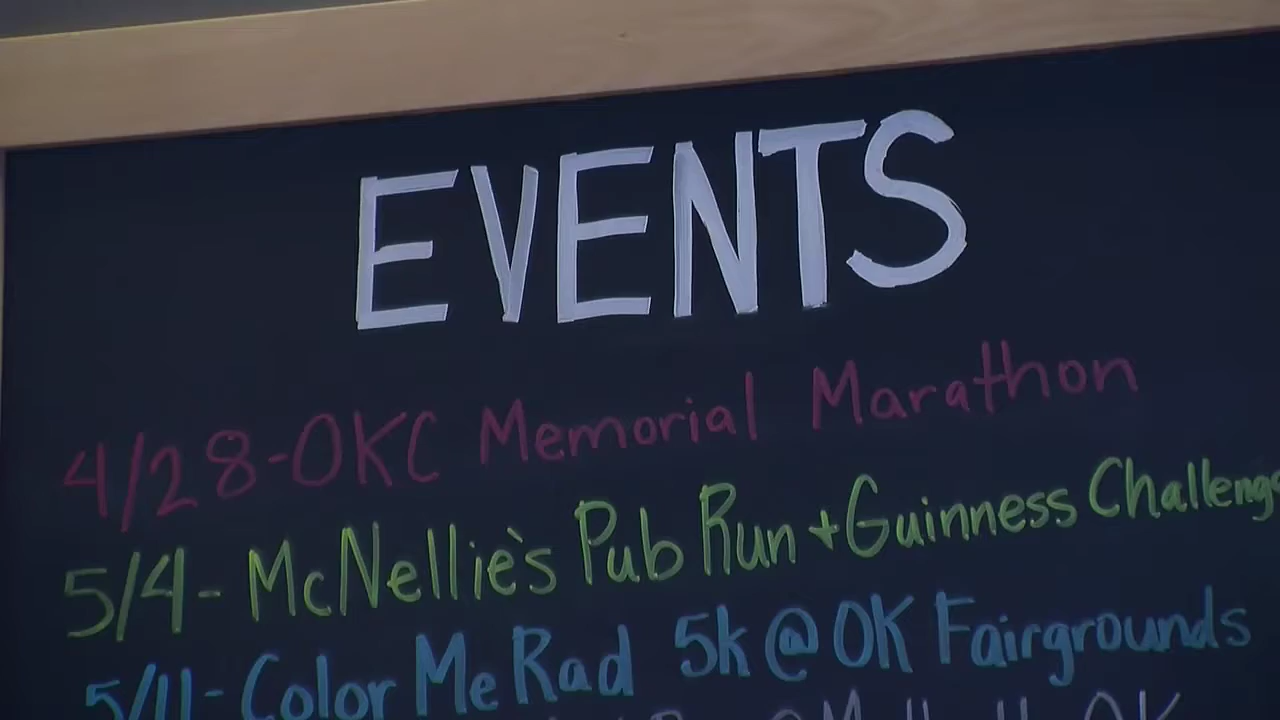 EVENTS
4/28-OKC Memorial Marathon
5/4- McNellie's Pub Run + Guinness Challenge
5/11- Color Me Rad 5k @ OK Fairgrounds